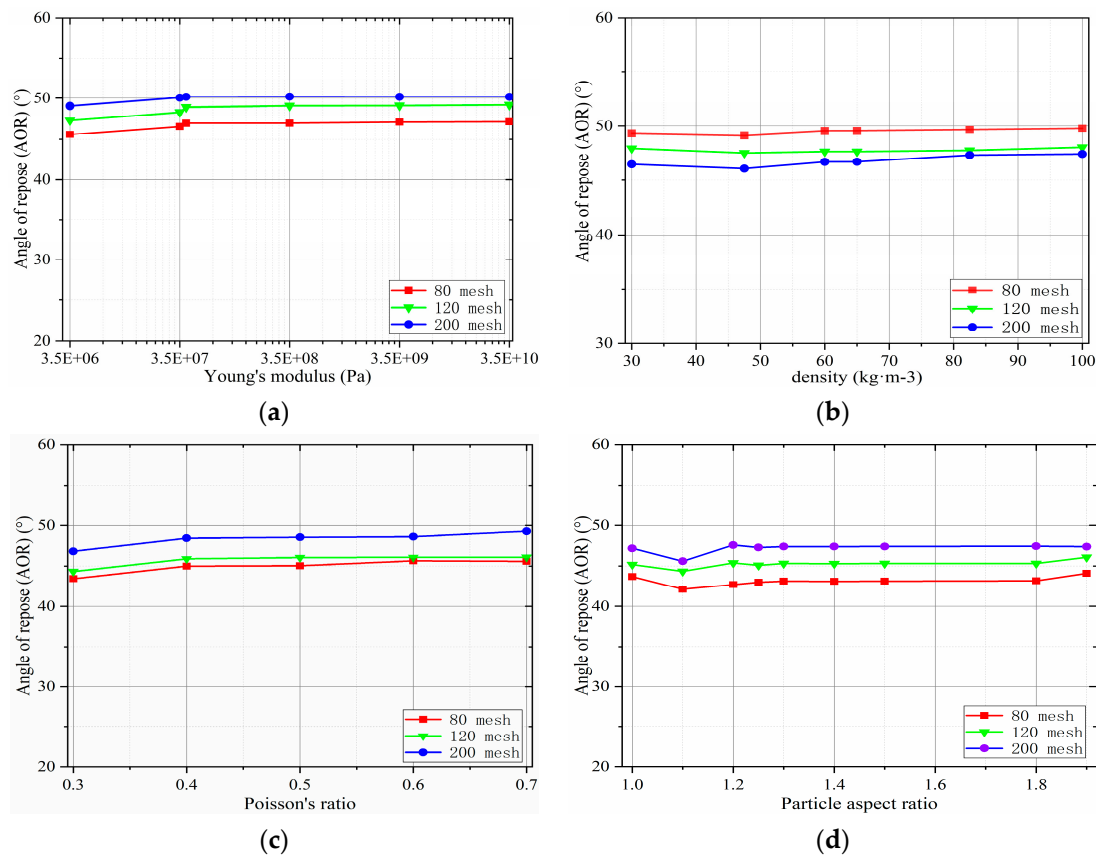 60
50
40
30
20
Angle of repose (AOR) (°)
80 mesh
120 mesh
200 mesh
3.5E+06 3.5E+07 3.5E+08 3.5E+09 3.5E+10
Young's modulus (Pa)
(a)
60
50
40
30
Angle of repose (AOR) (°)
80 mesh
120 mesh
200 mesh
30 40 50 60 70 80 90 100
density (kg·m-3)
(b)
60
50
40
30
20
Angle of repose (AOR) (°)
80 mesh
120 mcsh
200 mesh
0.3 0.4 0.5 0.6 0.7
Poisson's ratio
(c)
60
50
40
30
20
Angle of repose (AOR) (°)
80 mesh
120 mesh
200 mesh
1.0 1.2 1.4 1.6 1.8
Particle aspect ratio
(d)